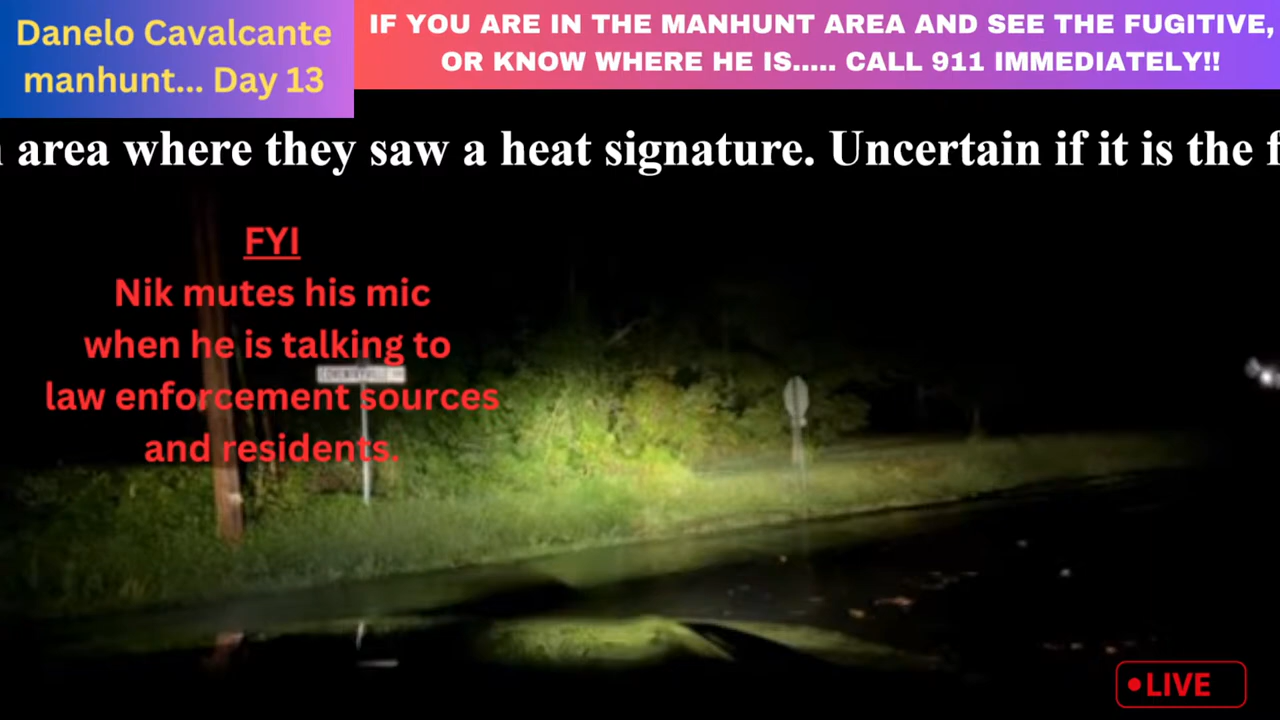 Danelo Cavalcante
manhunt... Day 13
IF YOU ARE IN THE MANHUNT AREA AND SEE THE FUGITIVE,
OR KNOW WHERE HE IS..... CALL 911 IMMEDIATELY!!
area where they saw a heat signature. Uncertain if it is the f
FYI
Nik mutes his mic
when he is talking to
law enforcement sources
and residents.
LIVE